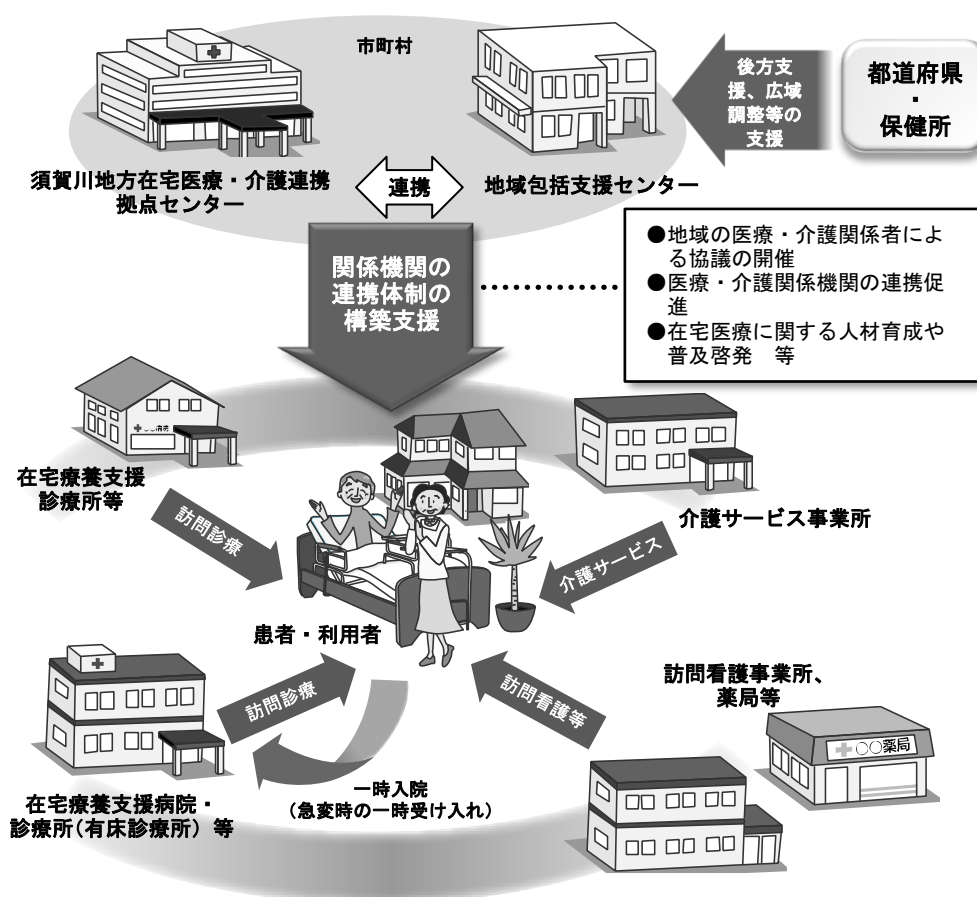 市町村
後方支
援、広域
調整等の
支援
都道府県
・
保健所
須賀川地方在宅医療・介護連携
拠点センター
連携
地域包括支援センター
関係機関の
連携体制の
構築支援
●地域の医療・介護関係者によ
る協議の開催
●医療・介護関係機関の連携促
進
●在宅医療に関する人材育成や
普及啓発　等
在宅療養支援
診療所等
訪問診療
介護サービス事業所
介護サービス
患者・利用者
訪問診療
訪問看護等
訪問看護事業所、
薬局等
○○薬局
一時入院
(急変時の一時受け入れ)
在宅療養支援病院・
診療所(有床診療所) 等